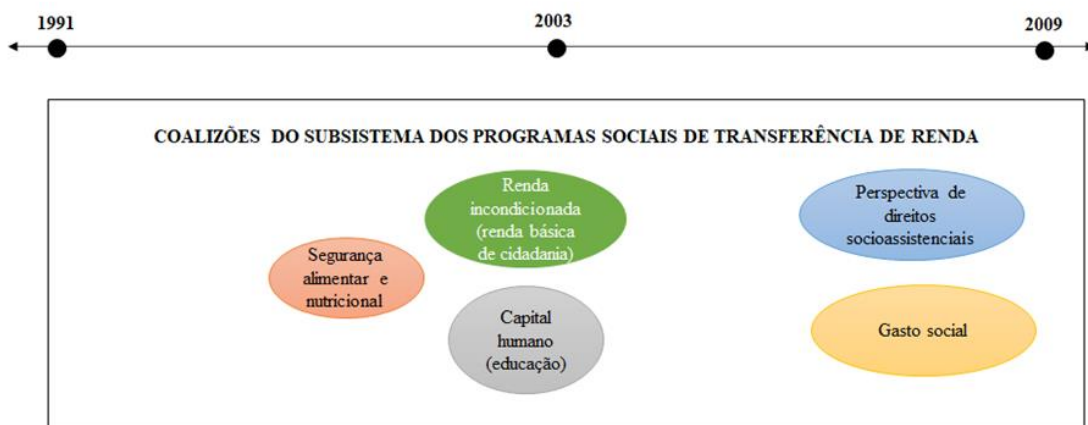 1991
2003
2009
COALIZÕES DO SUBSISTEMA DOS PROGRAMAS SOCIAIS DE TRANSFERÊNCIA DE RENDA
Segurança
alimentar e
nutricional
Renda
incondicionada
(renda básica
de cidadania)
Capital
humano
(educação)
Perspectiva de
direitos
socioassistenciais
Gasto social